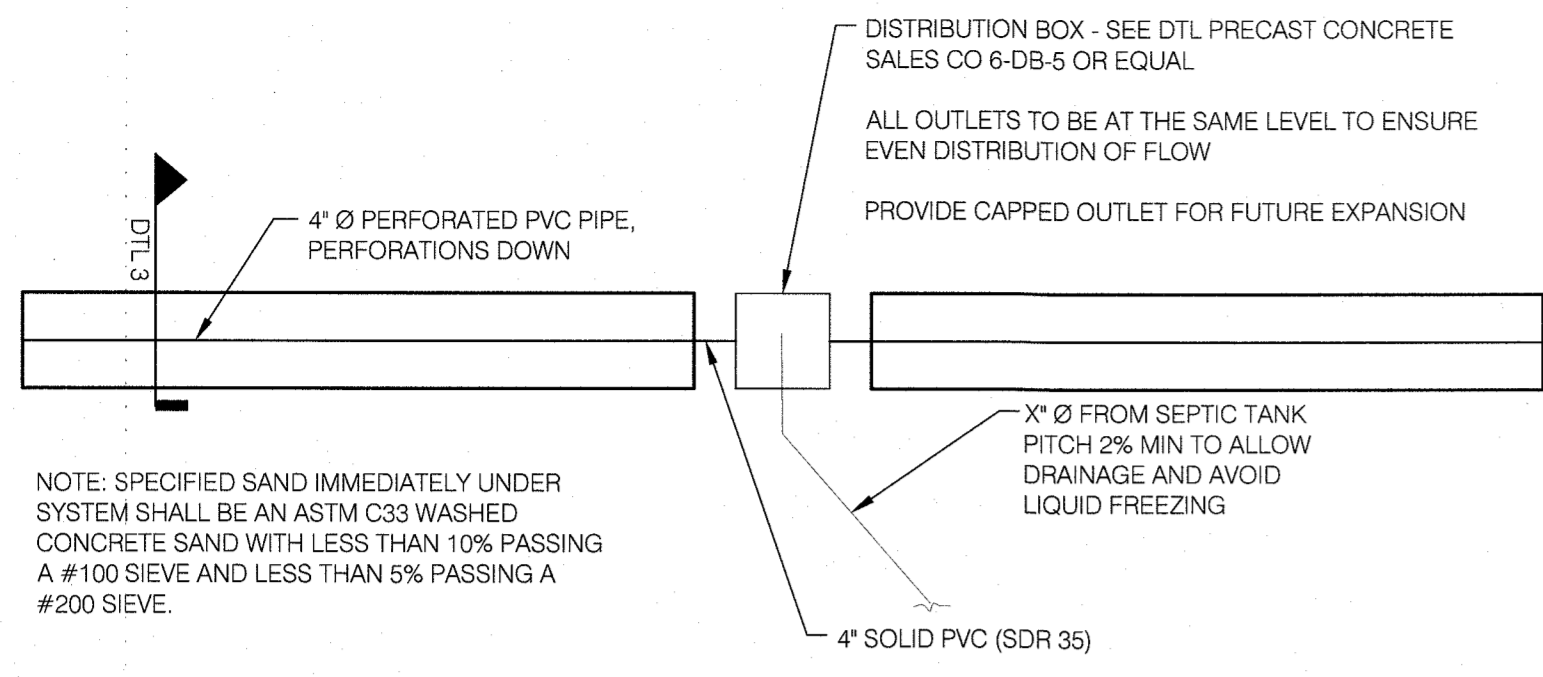 DISTRIBUTION BOX - SEE DTL PRECAST CONCRETE
SALES CO 6-DB-5 OR EQUAL
ALL OUTLETS TO BE AT THE SAME LEVEL TO ENSURE
EVEN DISTRIBUTION OF FLOW
PROVIDE CAPPED OUTLET FOR FUTURE EXPANSION
DTL 3
4" Ø PERFORATED PVC PIPE,
PERFORATIONS DOWN
X" Ø FROM SEPTIC TANK
PITCH 2% MIN TO ALLOW
DRAINAGE AND AVOID
LIQUID FREEZING
NOTE: SPECIFIED SAND IMMEDIATELY UNDER
SYSTEM SHALL BE AN ASTM C33 WASHED
CONCRETE SAND WITH LESS THAN 10% PASSING
A #100 SIEVE AND LESS THAN 5% PASSING A
#200 SIEVE.
4" SOLID PVC (SDR 35)